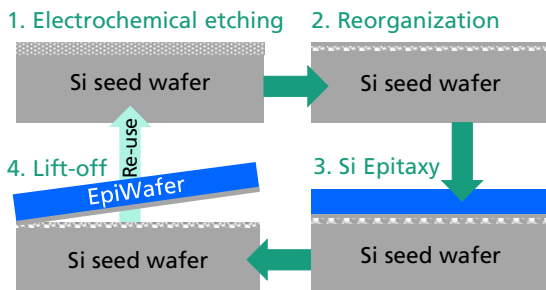 1. Electrochemical etching
2. Reorganization
Si seed wafer
Si seed wafer
Re-use
4. Lift-off
3. Si Epitaxy
EpiWafer
Si seed wafer
Si seed wafer